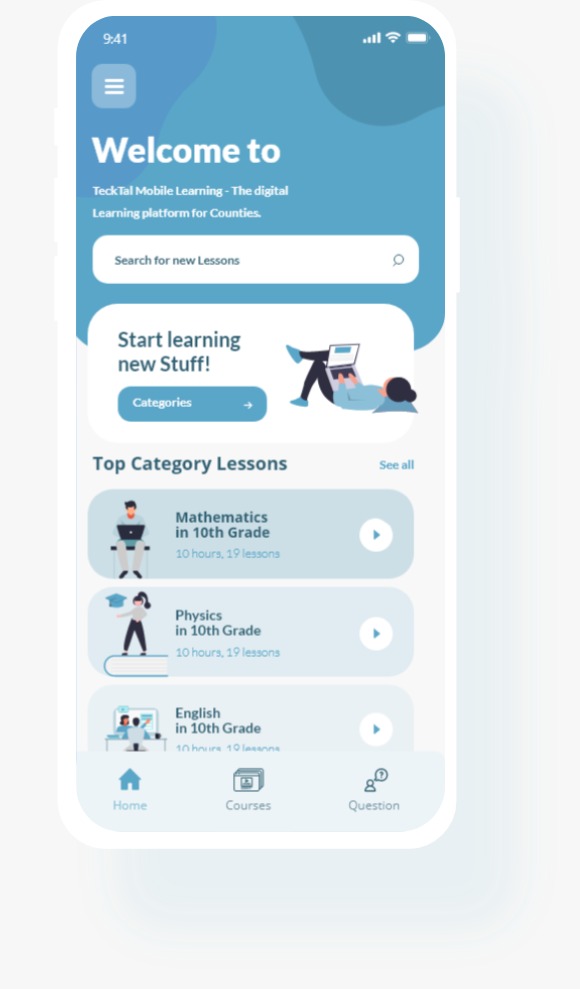 9:41
Welcome to
TeckTal Mobile Learning - The digital
Learning platform for Counties.
Search for new Lessons
Start learning
new Stuff!
Categories
Top Category Lessons
See all
Mathematics
in 10th Grade
10 hours, 19 lessons
Physics
in 10th Grade
10 hours, 19 lessons
English
in 10th Grade
10 hours, 19 lessons
Home
Courses
Question